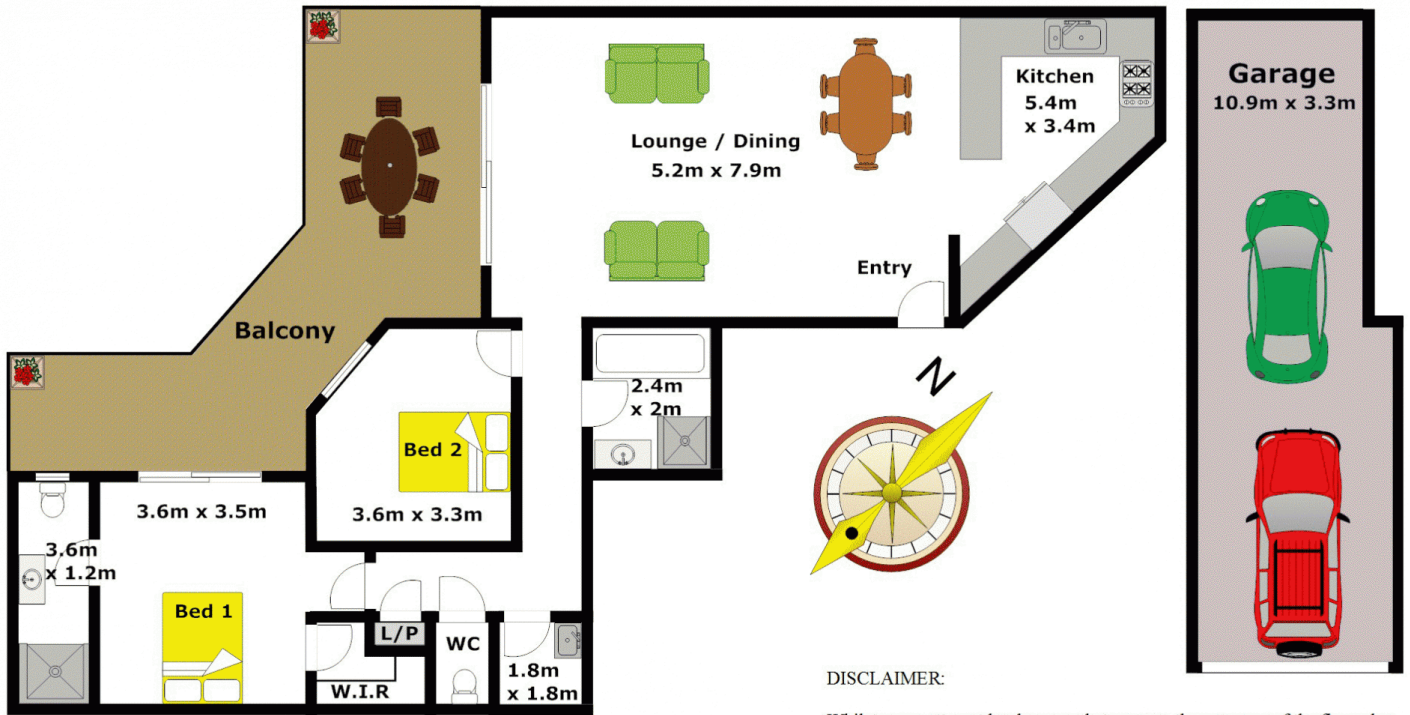 Balcony
Lounge / Dining
5.2m x 7.9m
Kitchen
5.4m
x 3.4m
Entry
Garage
10.9m x 3.3m
2.4m
x 2m
N
Bed 2
3.6m x 3.3m
3.6m x 3.5m
3.6m
x 1.2m
Bed 1
L/P
W.I.R
WC
1.8m
x 1.8m
DISCLAIMER: